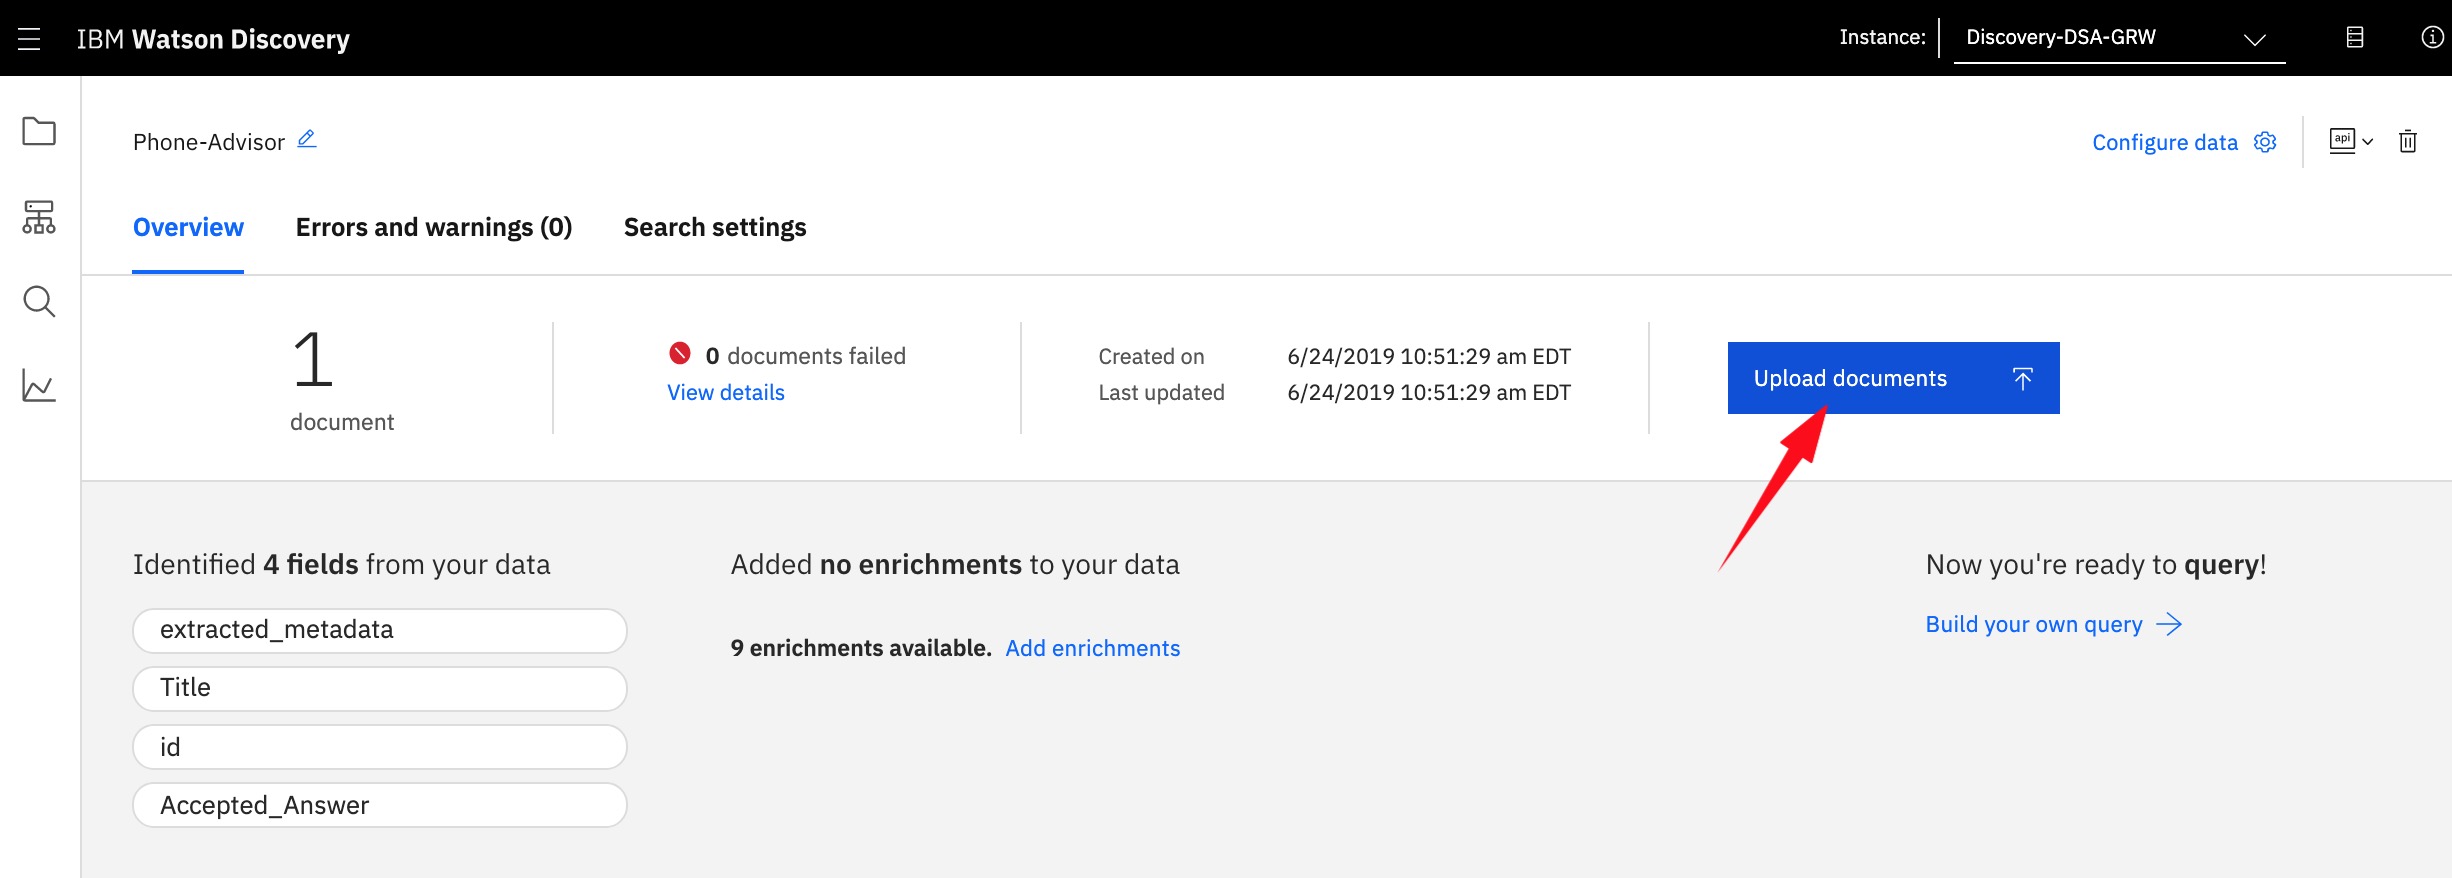 IBM Watson Discovery
Instance:
Discovery-DSA-GRW
Phone-Advisor
Configure data
api
Overview
Errors and warnings (0)
Search settings
1
document
0 documents failed
View details
Created on 6/24/2019 10:51:29 am EDT
Last updated 6/24/2019 10:51:29 am EDT
Upload documents
Identified 4 fields from your data
extracted_metadata
Title
id
Accepted_Answer
Added no enrichments to your data
9 enrichments available. Add enrichments
Now you're ready to query!
Build your own query